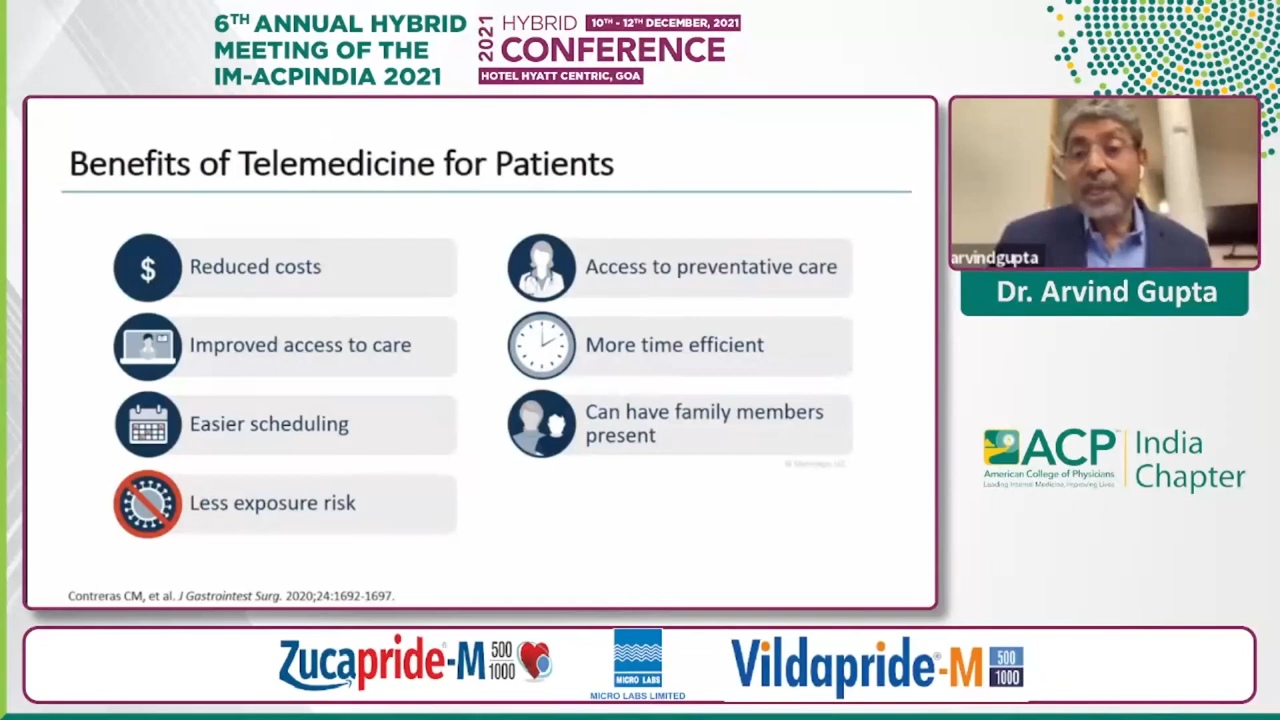 6TH ANNUAL HYBRID
MEETING OF THE
IM-ACPINDIA 2021
2021
HYBRID 10TH - 12TH DECEMBER, 2021
CONFERENCE
HOTEL HYATT CENTRIC, GOA
Benefits of Telemedicine for Patients
$ Reduced costs
Improved access to care
Easier scheduling
Less exposure risk
Access to preventative care
More time efficient
Can have family members
present
Contreras CM, et al. J Gastrointest Surg. 2020;24:1692-1697.
arvindgupta
Dr. Arvind Gupta
ACP
American College of Physicians
Leading Internal Medicine, Improving Lives
India
Chapter
Zucapride®-M 500
1000
MICRO LABS
MICRO LABS LIMITED
Vildapride®-M 500
1000